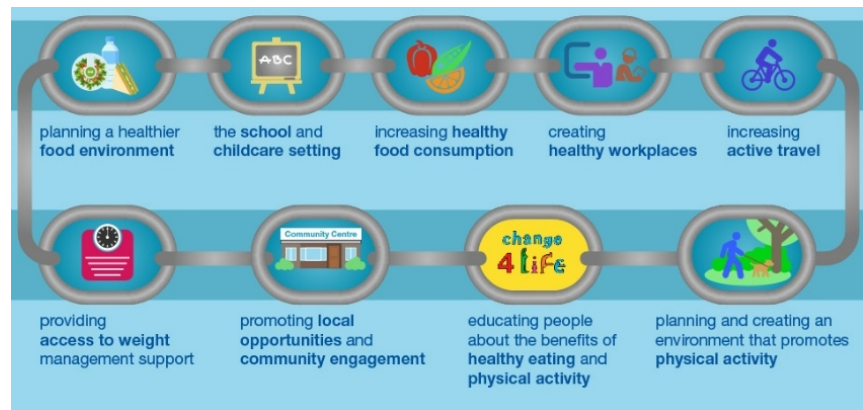 ABC
planning a healthier
food environment
the school and
childcare setting
increasing healthy
food consumption
creating
healthy workplaces
increasing
active travel
Community Centre
change
4 life
providing
access to weight
management support
promoting local
opportunities and
community engagement
educating people
about the benefits of
healthy eating and
physical activity
planning and creating an
environment that promotes
physical activity